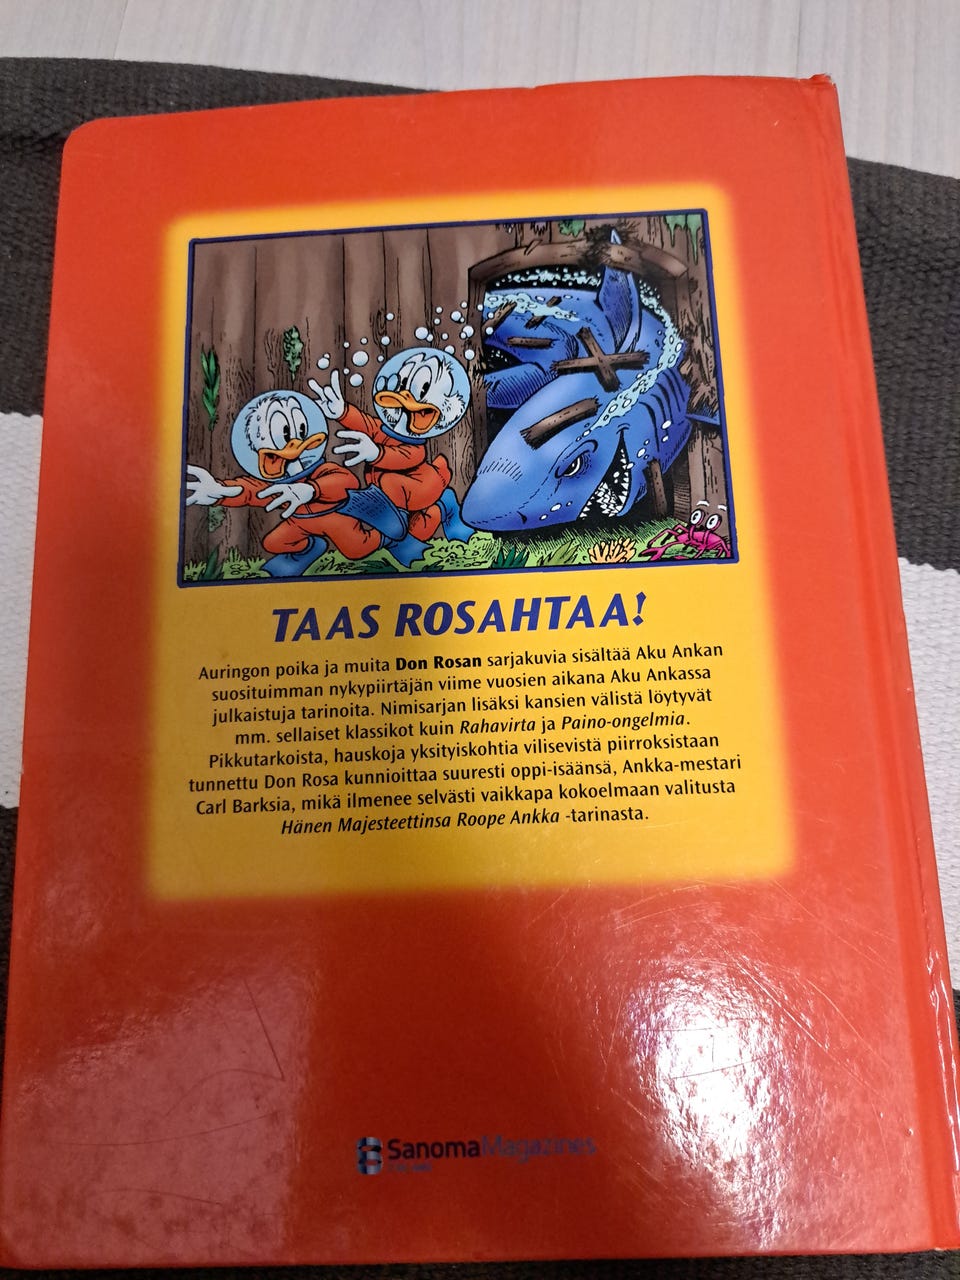 TAAS ROSAHTAA!
Auringon poika ja muita Don Rosan sarjakuvia sisältää Aku Ankan
suosituimman nykypiirtäjän viime vuosien aikana Aku Ankassa
julkaistuja tarinoita. Nimisarjan lisäksi kansien välistä löytyvät
mm. sellaiset klassikot kuin Rahavirta ja Paino-ongelmia.
Pikkutarkoista, hauskoja yksityiskohtia vilisevistä piirroksistaan
tunnettu Don Rosa kunnioittaa suuresti oppi-isäänsä, Ankka-mestari
Carl Barksia, mikä ilmenee selvästi vaikkapa kokoelmaan valitusta
Hänen Majesteettinsa Roope Ankka -tarinasta.
SanomaMagazines